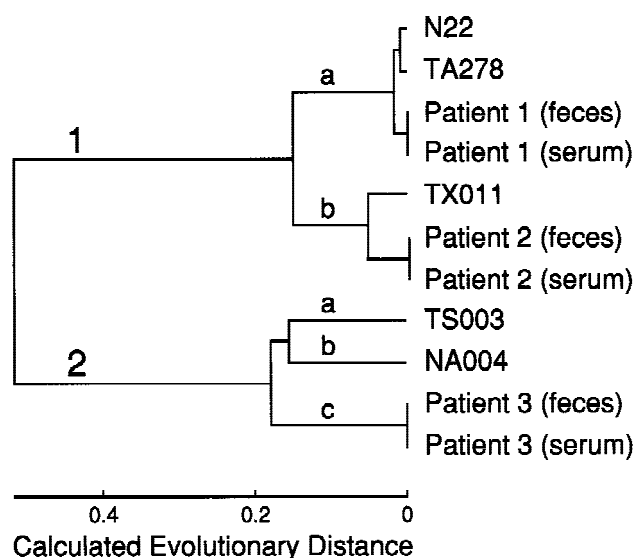 N22
a
TA278
Patient 1 (feces)
1
Patient 1 (serum)
TX011
b
Patient 2 (feces)
Patient 2 (serum)
a
TS003
b
NA004
2
Patient 3 (feces)
c
Patient 3 (serum)
0.4 0.2 0
Calculated Evolutionary Distance